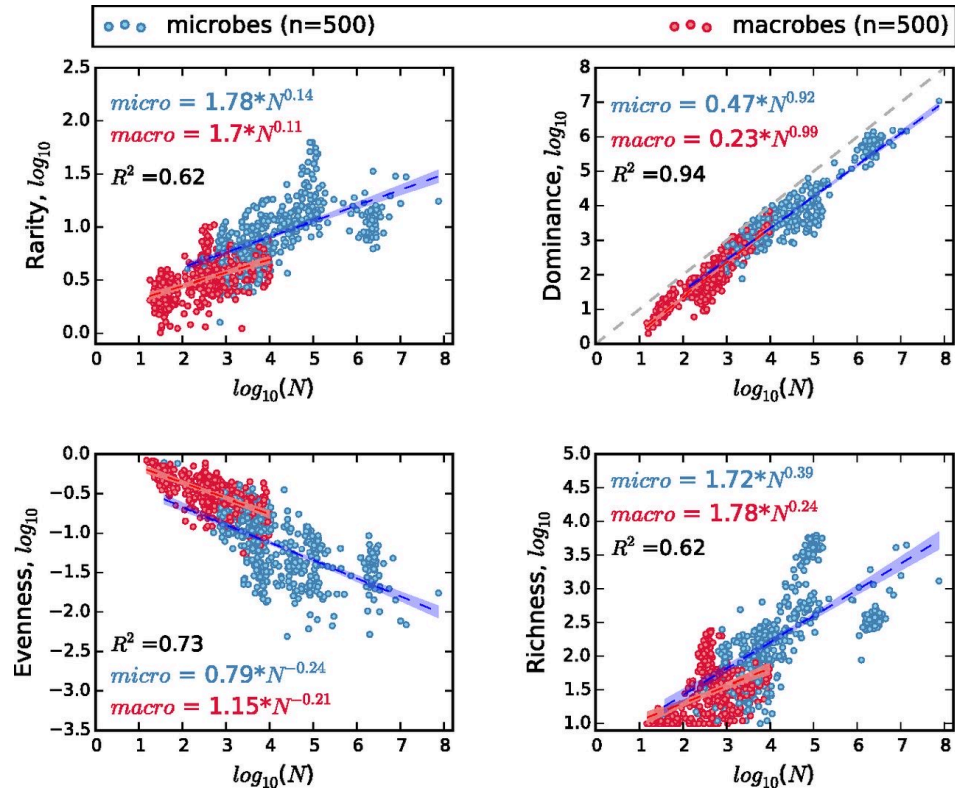 microbes (n=500) macrobes (n=500)
2.5
2.0
1.5
1.0
0.5
0.0
Rarity, log₁₀
micro = 1.78*N^0.14
macro = 1.7*N^0.11
R² =0.62
0 1 2 3 4 5 6 7 8
log₁₀(N)
8
7
6
5
4
3
2
1
0
Dominance, log₁₀
micro = 0.47*N^0.92
macro = 0.23*N^0.99
R² =0.94
0 1 2 3 4 5 6 7 8
log₁₀(N)
0.0
−0.5
−1.0
−1.5
−2.0
−2.5
−3.0
−3.5
Evenness, log₁₀
R² =0.73
micro = 0.79*N^−0.24
macro = 1.15*N^−0.21
0 1 2 3 4 5 6 7 8
log₁₀(N)
5.0
4.5
4.0
3.5
3.0
2.5
2.0
1.5
1.0
Richness, log₁₀
micro = 1.72*N^0.39
macro = 1.78*N^0.24
R² =0.62
0 1 2 3 4 5 6 7 8
log₁₀(N)